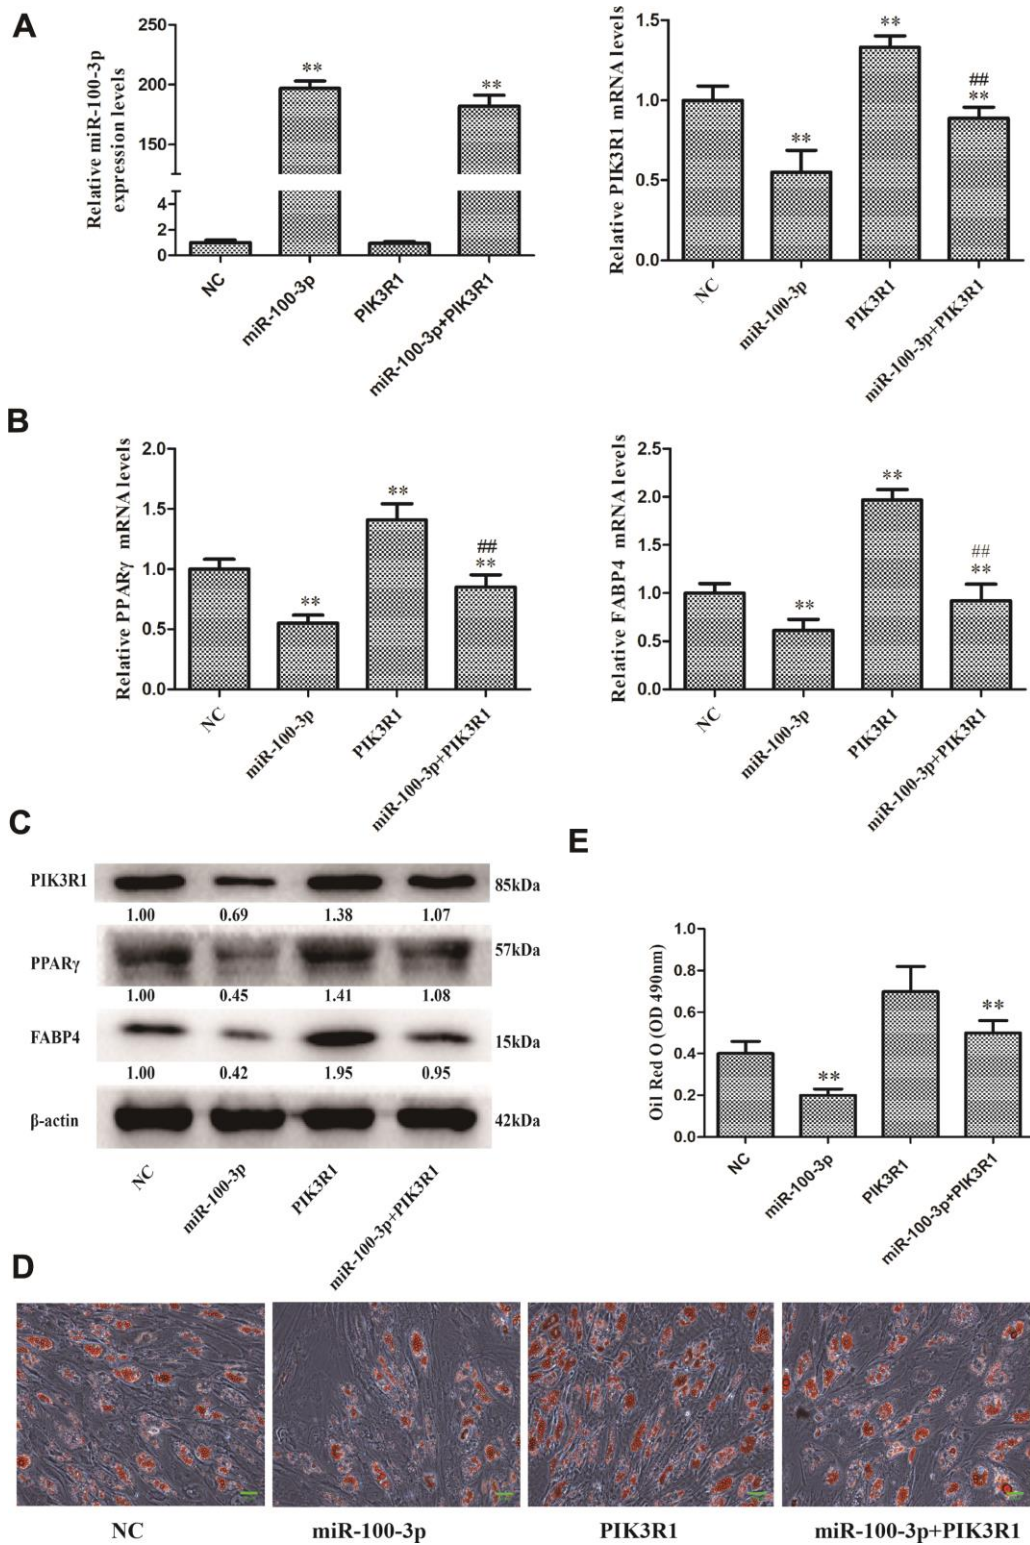 A
Relative miR-100-3p
expression levels
250
200
150
100
4
2
0
**
**
NC
miR-100-3p
PIK3R1
miR-100-3p+PIK3R1
Relative PIK3R1 mRNA levels
1.5
1.0
0.5
0.0
**
**
##
**
NC
miR-100-3p
PIK3R1
miR-100-3p+PIK3R1
B
Relative PPARγ mRNA levels
2.0
1.5
1.0
0.5
0.0
**
**
##
**
NC
miR-100-3p
PIK3R1
miR-100-3p+PIK3R1
Relative FABP4 mRNA levels
2.5
2.0
1.5
1.0
0.5
0.0
**
**
##
**
NC
miR-100-3p
PIK3R1
miR-100-3p+PIK3R1
C
PIK3R1 85kDa
1.00 0.69 1.38 1.07
PPARγ 57kDa
1.00 0.45 1.41 1.08
FABP4 15kDa
1.00 0.42 1.95 0.95
β-actin 42kDa
NC
miR-100-3p
PIK3R1
miR-100-3p+PIK3R1
E
Oil Red O (OD 490nm)
1.0
0.8
0.6
0.4
0.2
0.0
**
**
NC
miR-100-3p
PIK3R1
miR-100-3p+PIK3R1
D
NC miR-100-3p PIK3R1 miR-100-3p+PIK3R1